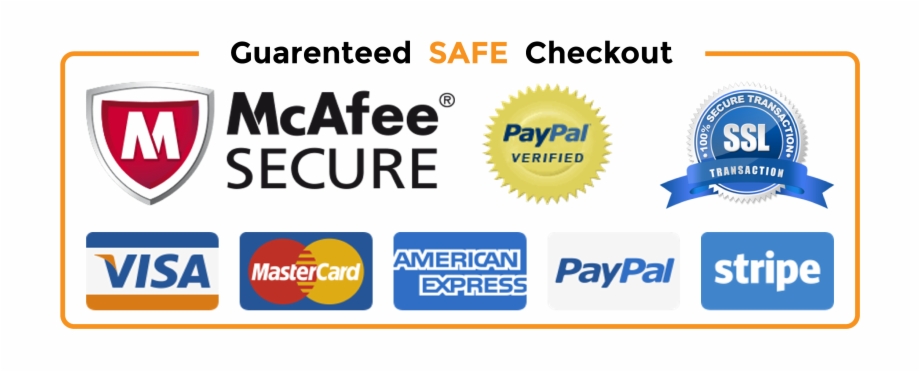 Guarenteed SAFE Checkout
M
McAfee®
SECURE
PayPal
VERIFIED
• 100% SECURE TRANSACTION •
SSL
TRANSACTION
VISA
MasterCard
AMERICAN
EXPRESS
PayPal
stripe